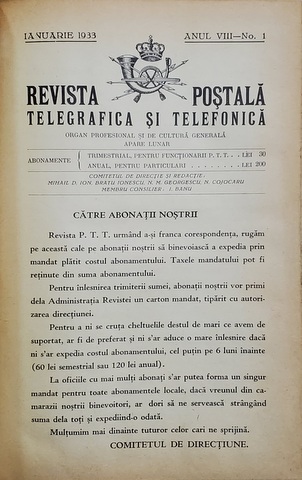 IANUARIE 1933
ANUL VIII—No. 1
REVISTA POȘTALĂ
TELEGRAFICA ȘI TELEFONICĂ
ORGAN PROFESIONAL ȘI DE CULTURĂ GENERALĂ
APARE LUNAR
ABONAMENTE
TRIMESTRIAL, PENTRU FUNCȚIONARII P. T. T. . . LEI 30
ANUAL, PENTRU PARTICULARI . . . . . . LEI 200
COMITETUL DE DIRECȚIE ȘI REDACȚIE:
MIHAIL D. ION, BRATU IONESCU, N. M. GEORGESCU, N. COJOCARU
MEMBRU CONSILIER, I. BANU
CĂTRE ABONAȚII NOȘTRII
Revista P. T. T. urmând a-și franca corespondența, rugăm
pe această cale pe abonații noștrii să binevoiască a expedia prin
mandat plătit costul abonamentului. Taxele mandatului pot fi
reținute din suma abonamentului.
Pentru înlesnirea trimiterii sumei, abonații noștrii vor primi
dela Administrația Revistei un carton mandat, tipărit cu autori-
zarea direcțiunei.
Pentru a ni se cruța cheltuelile destul de mari ce avem de
suportat, ar fi de preferat și ni s'ar aduce o mare înlesnire dacă
ni s'ar expedia costul abonamentului, cel puțin pe 6 luni înainte
(60 lei semestrial sau 120 lei anual).
La oficiile cu mai mulți abonați s'ar putea forma un singur
mandat pentru toate abonamentele locale, dacă vreunul din ca-
marazii noștrii binevoitori, ar dori să ne servească strângând
suma dela toți și expediind-o odată.
Mulțumim mai dinainte tuturor celor cari ne sprijină.
COMITETUL DE DIRECȚIUNE.